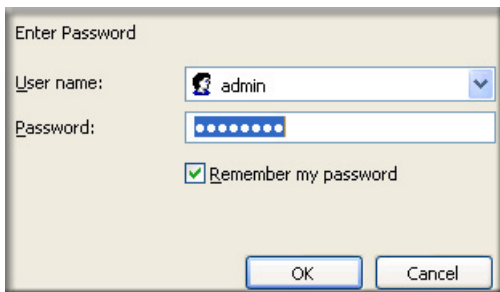 Enter Password
User name:
admin
Password:
●●●●●●●●
Remember my password
OK
Cancel